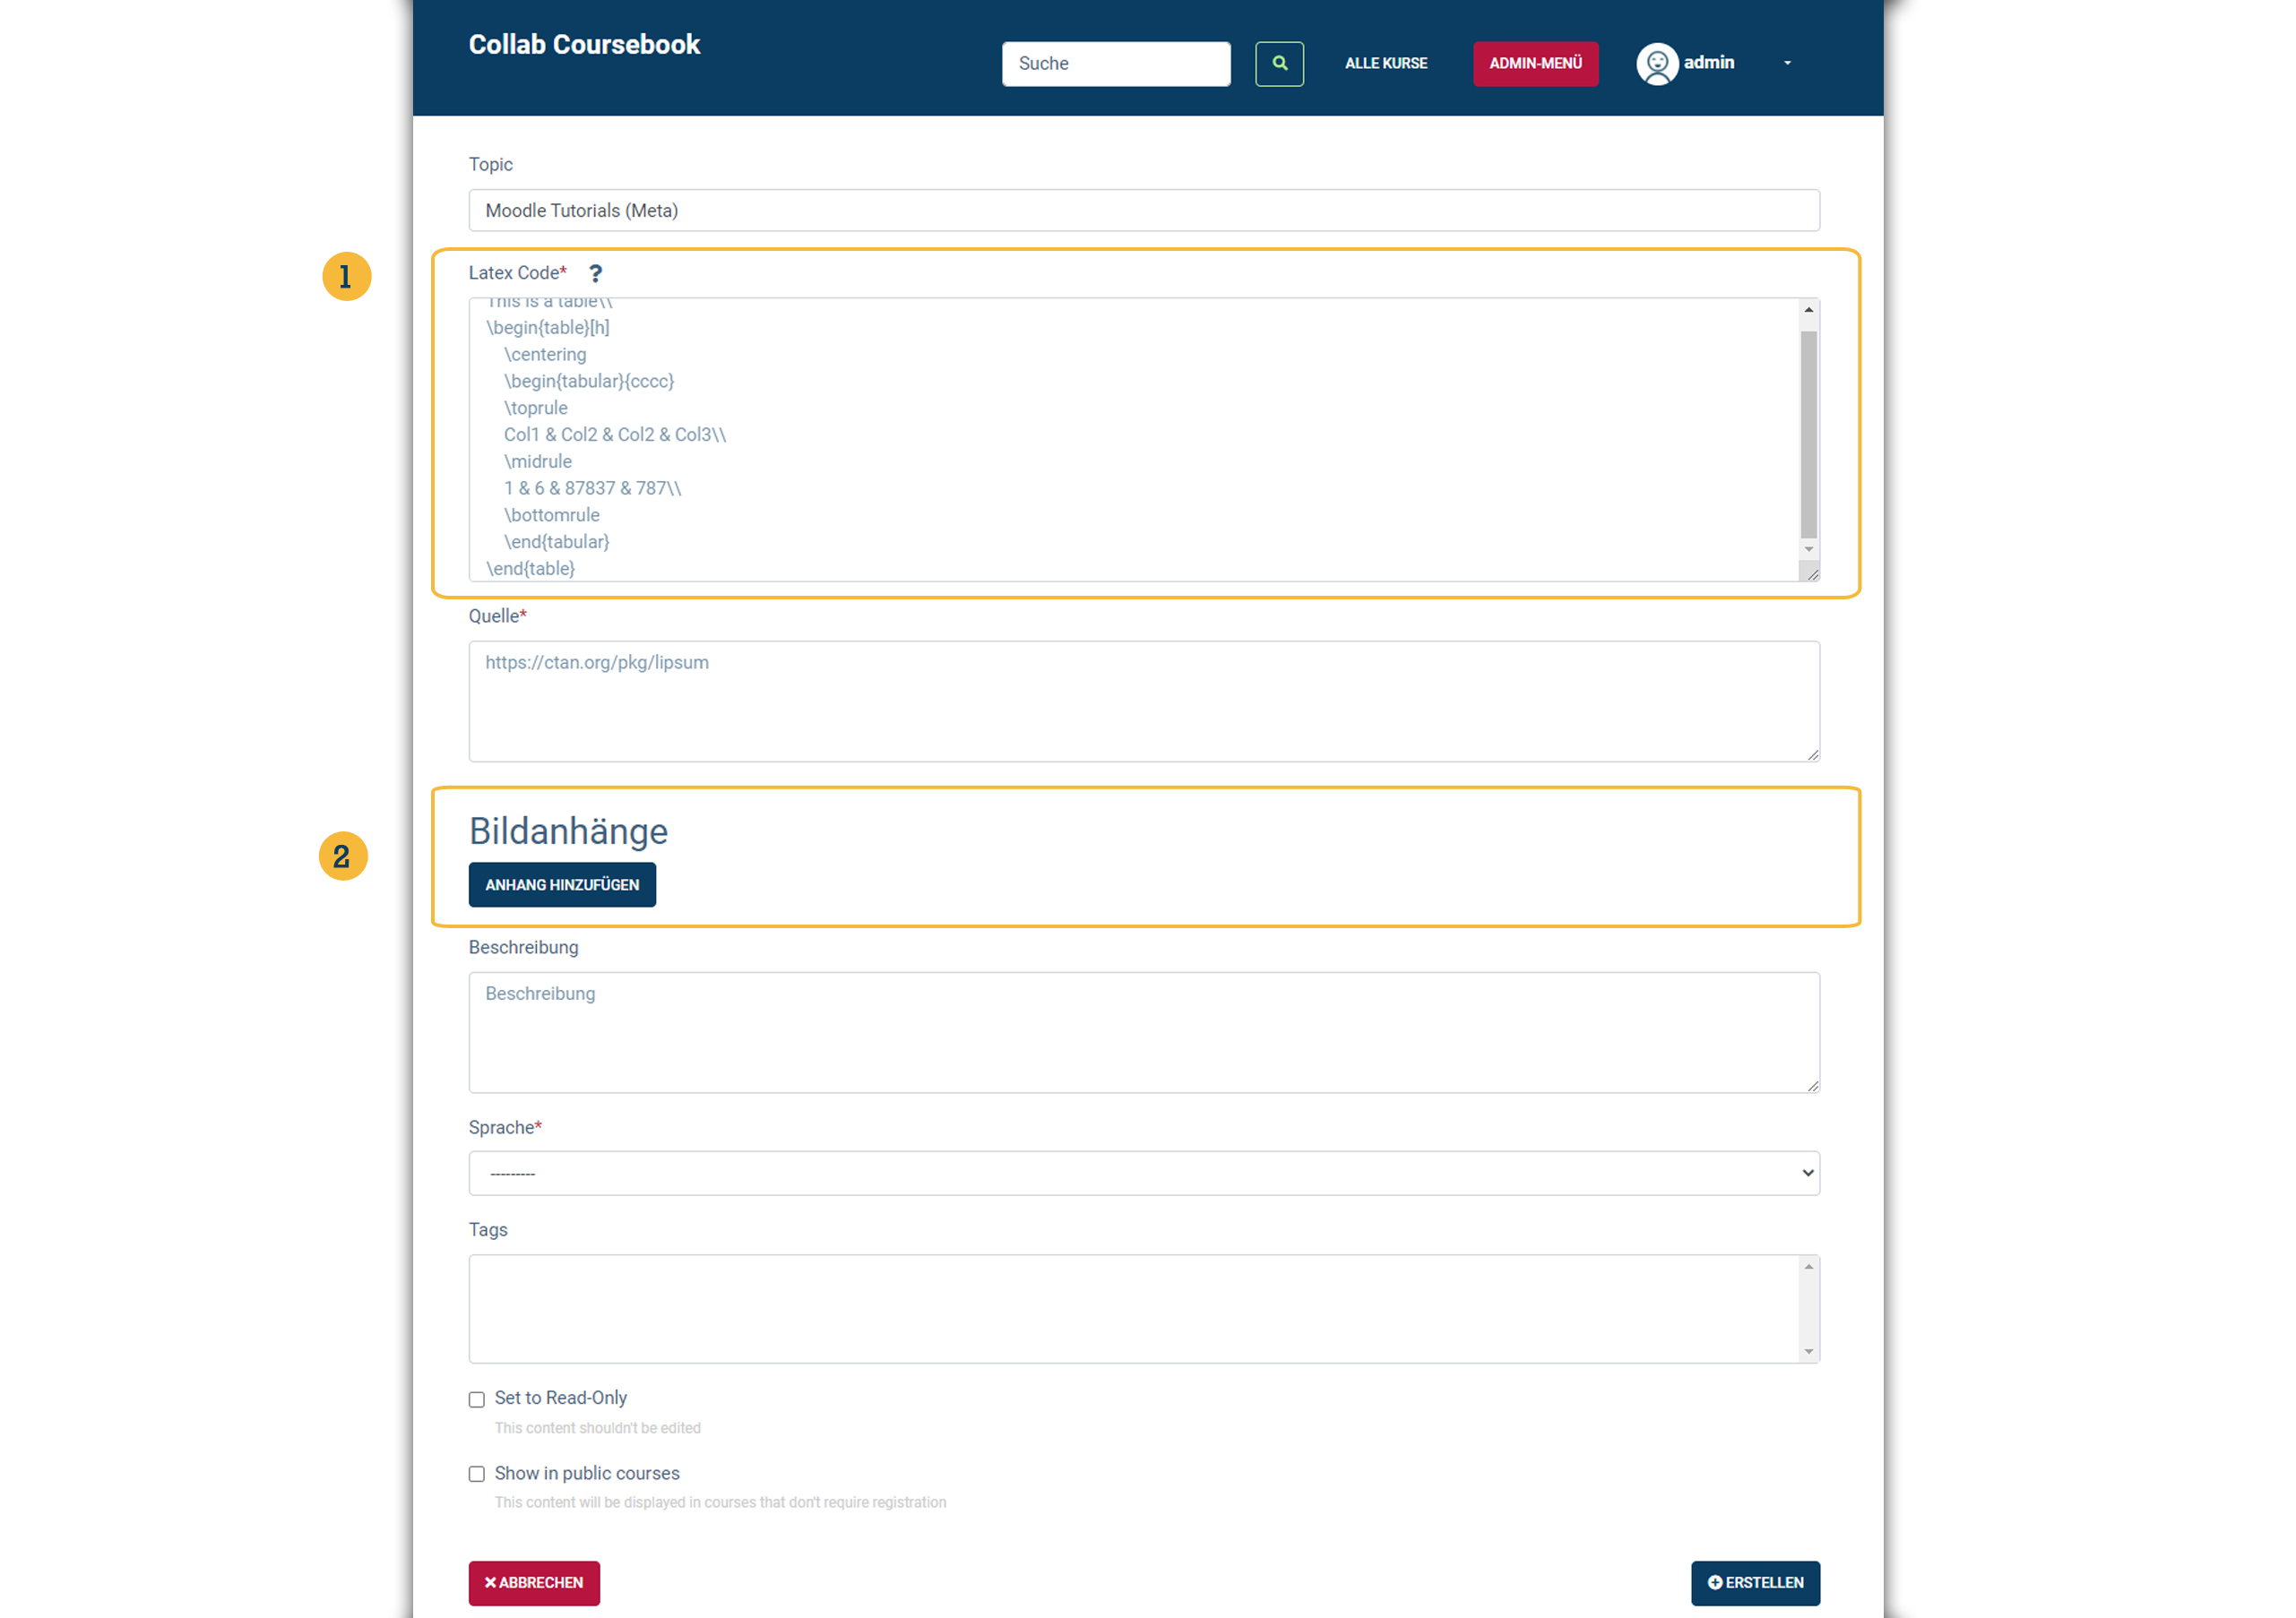 Collab Coursebook
Suche
ALLE KURSE
ADMIN-MENÜ
admin
Topic
Moodle Tutorials (Meta)
1
Latex Code* ?
This is a table\\
\begin{table}[h]
\centering
\begin{tabular}{cccc}
\toprule
Col1 & Col2 & Col2 & Col3\\
\midrule
1 & 6 & 87837 & 787\\
\bottomrule
\end{tabular}
\end{table}
Quelle*
https://ctan.org/pkg/lipsum
2
Bildanhänge
ANHANG HINZUFÜGEN
Beschreibung
Beschreibung
Sprache*
---------
Tags
Set to Read-Only
This content shouldn't be edited
Show in public courses
This content will be displayed in courses that don't require registration
ABBRECHEN
ERSTELLEN